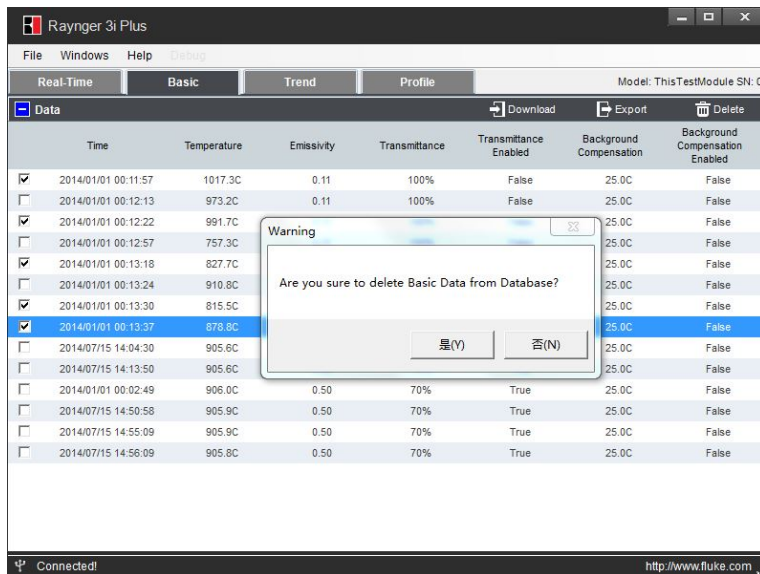 Raynger 3i Plus
File Windows Help Debug
Real-Time Basic Trend Profile Model: ThisTestModule SN:
Data Download Export Delete
Time Temperature Emissivity Transmittance Transmittance Enabled Background Compensation Background Compensation Enabled
2014/01/01 00:11:57 1017.3C 0.11 100% False 25.0C False
2014/01/01 00:12:13 973.2C 0.11 100% False 25.0C False
2014/01/01 00:12:22 991.7C 25.0C False
2014/01/01 00:12:57 757.3C 25.0C False
2014/01/01 00:13:18 827.7C 25.0C False
2014/01/01 00:13:24 910.8C 25.0C False
2014/01/01 00:13:30 815.5C 25.0C False
2014/01/01 00:13:37 878.8C 25.0C False
2014/07/15 14:04:30 905.6C 25.0C False
2014/07/15 14:13:50 905.6C 25.0C False
Warning
Are you sure to delete Basic Data from Database?
是(Y) 否(N)
2014/01/01 00:02:49 906.0C 0.50 70% True 25.0C False
2014/07/15 14:50:58 905.9C 0.50 70% True 25.0C False
2014/07/15 14:55:09 905.9C 0.50 70% True 25.0C False
2014/07/15 14:56:09 905.8C 0.50 70% True 25.0C False
Connected! http://www.fluke.com